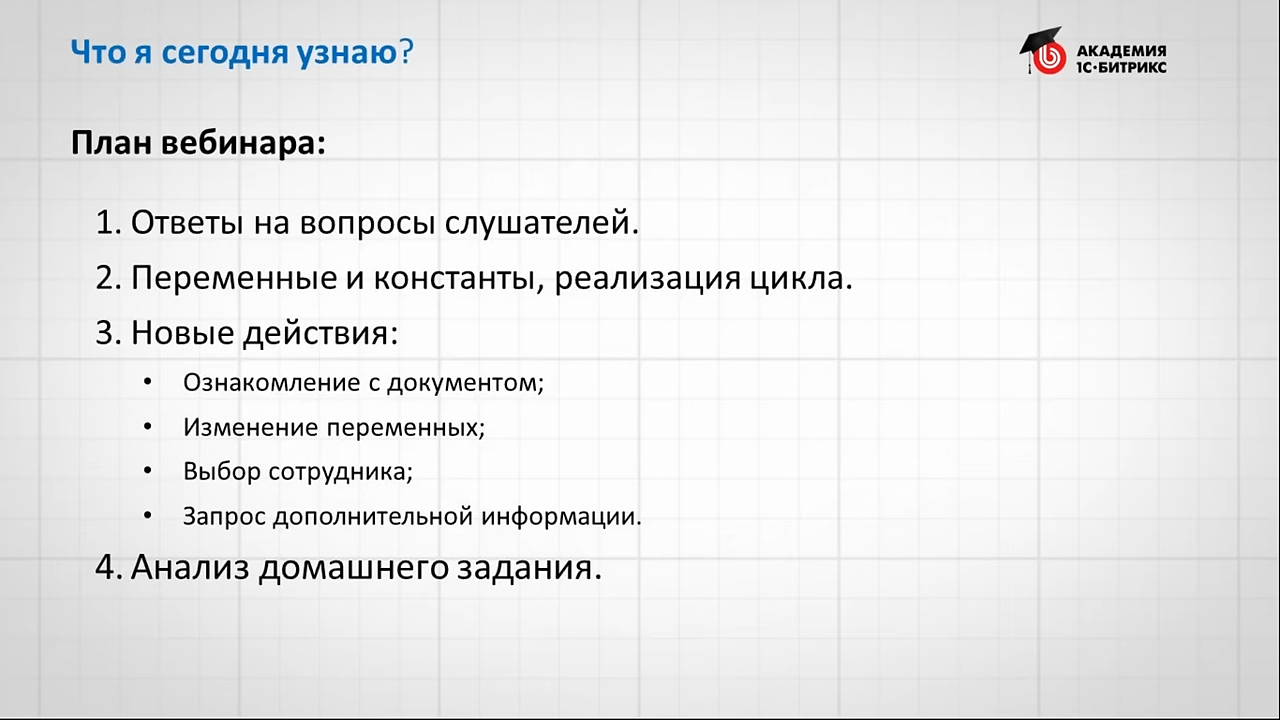 Что я сегодня узнаю?
АКАДЕМИЯ
1С·БИТРИКС
План вебинара:
1. Ответы на вопросы слушателей.
2. Переменные и константы, реализация цикла.
3. Новые действия:
• Ознакомление с документом;
• Изменение переменных;
• Выбор сотрудника;
• Запрос дополнительной информации.
4. Анализ домашнего задания.